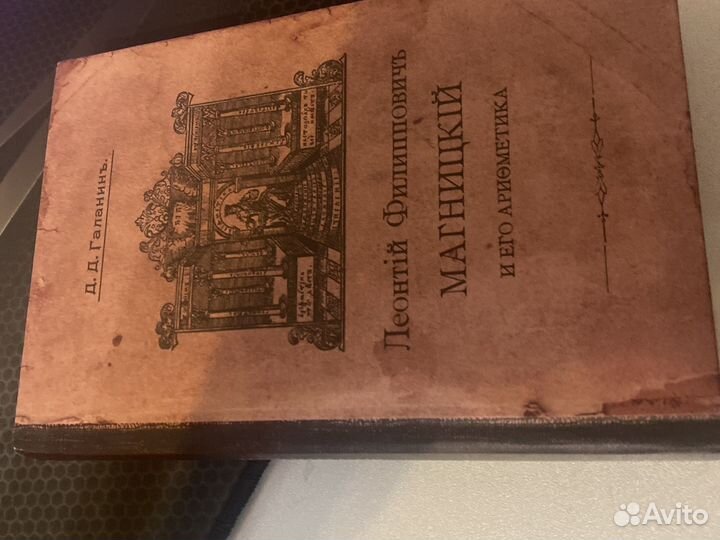 Д. Д. Галанинъ.
Леонтій Филипповичъ
МАГНИЦКІЙ
И ЕГО АРИѲМЕТИКА
Avito